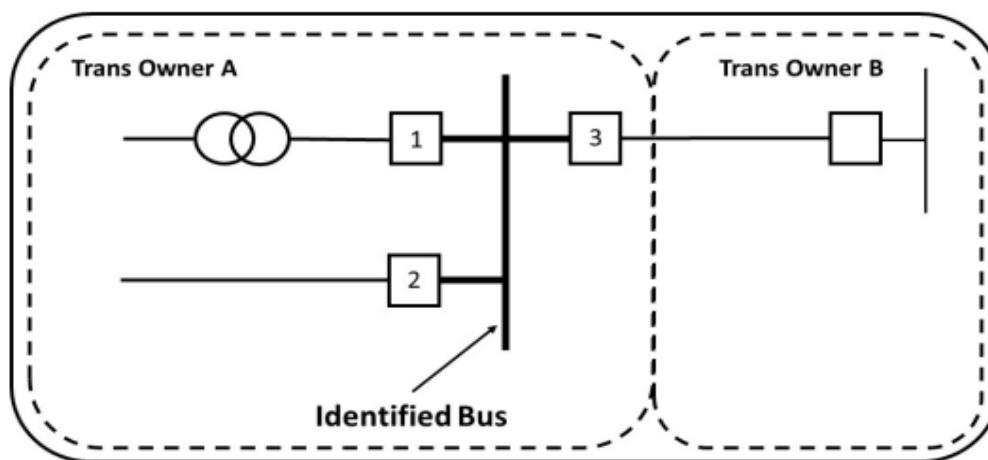 Trans Owner A
Trans Owner B
1
3
2
Identified Bus